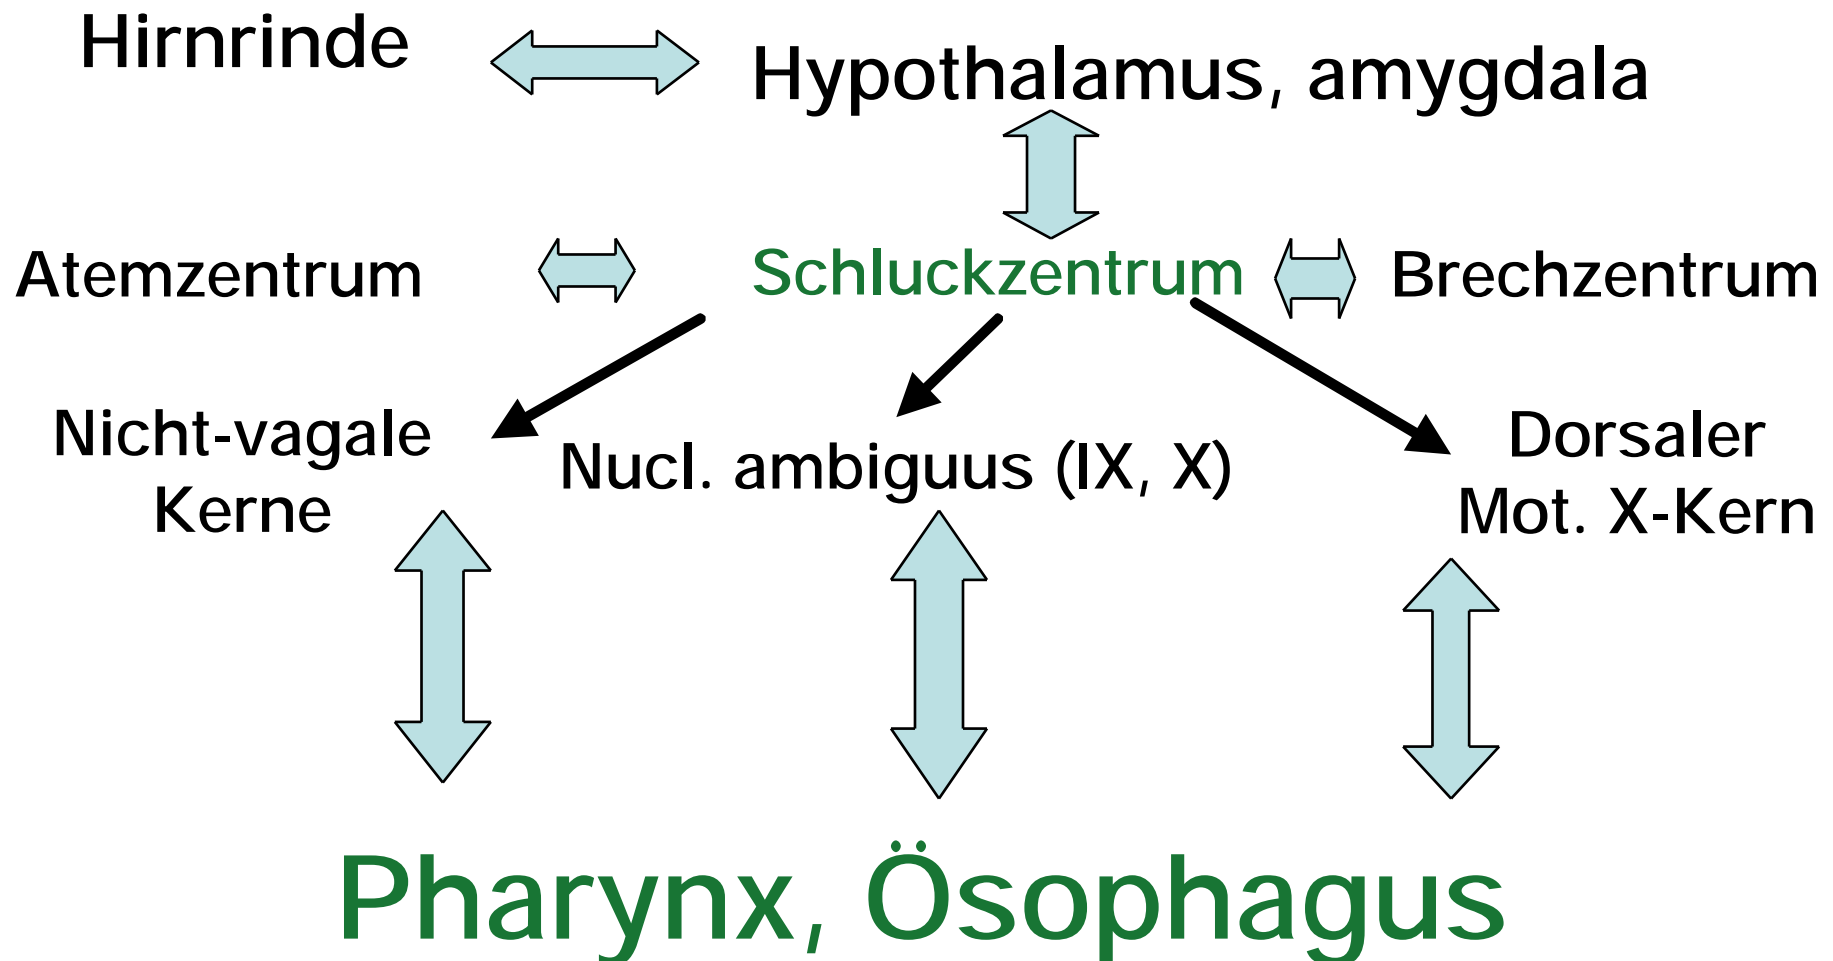 Hirnrinde
Hypothalamus, amygdala
Atemzentrum
Schluckzentrum
Brechzentrum
Nicht-vagale
Kerne
Nucl. ambiguus (IX, X)
Dorsaler
Mot. X-Kern
Pharynx, Ösophagus